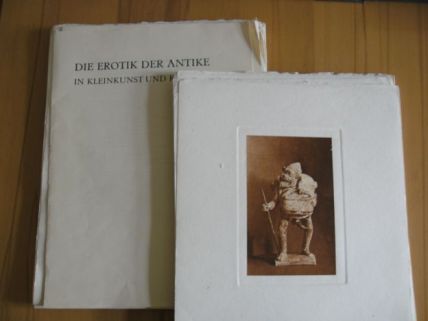 DIE EROTIK DER ANTIKE
IN KLEINKUNST UND